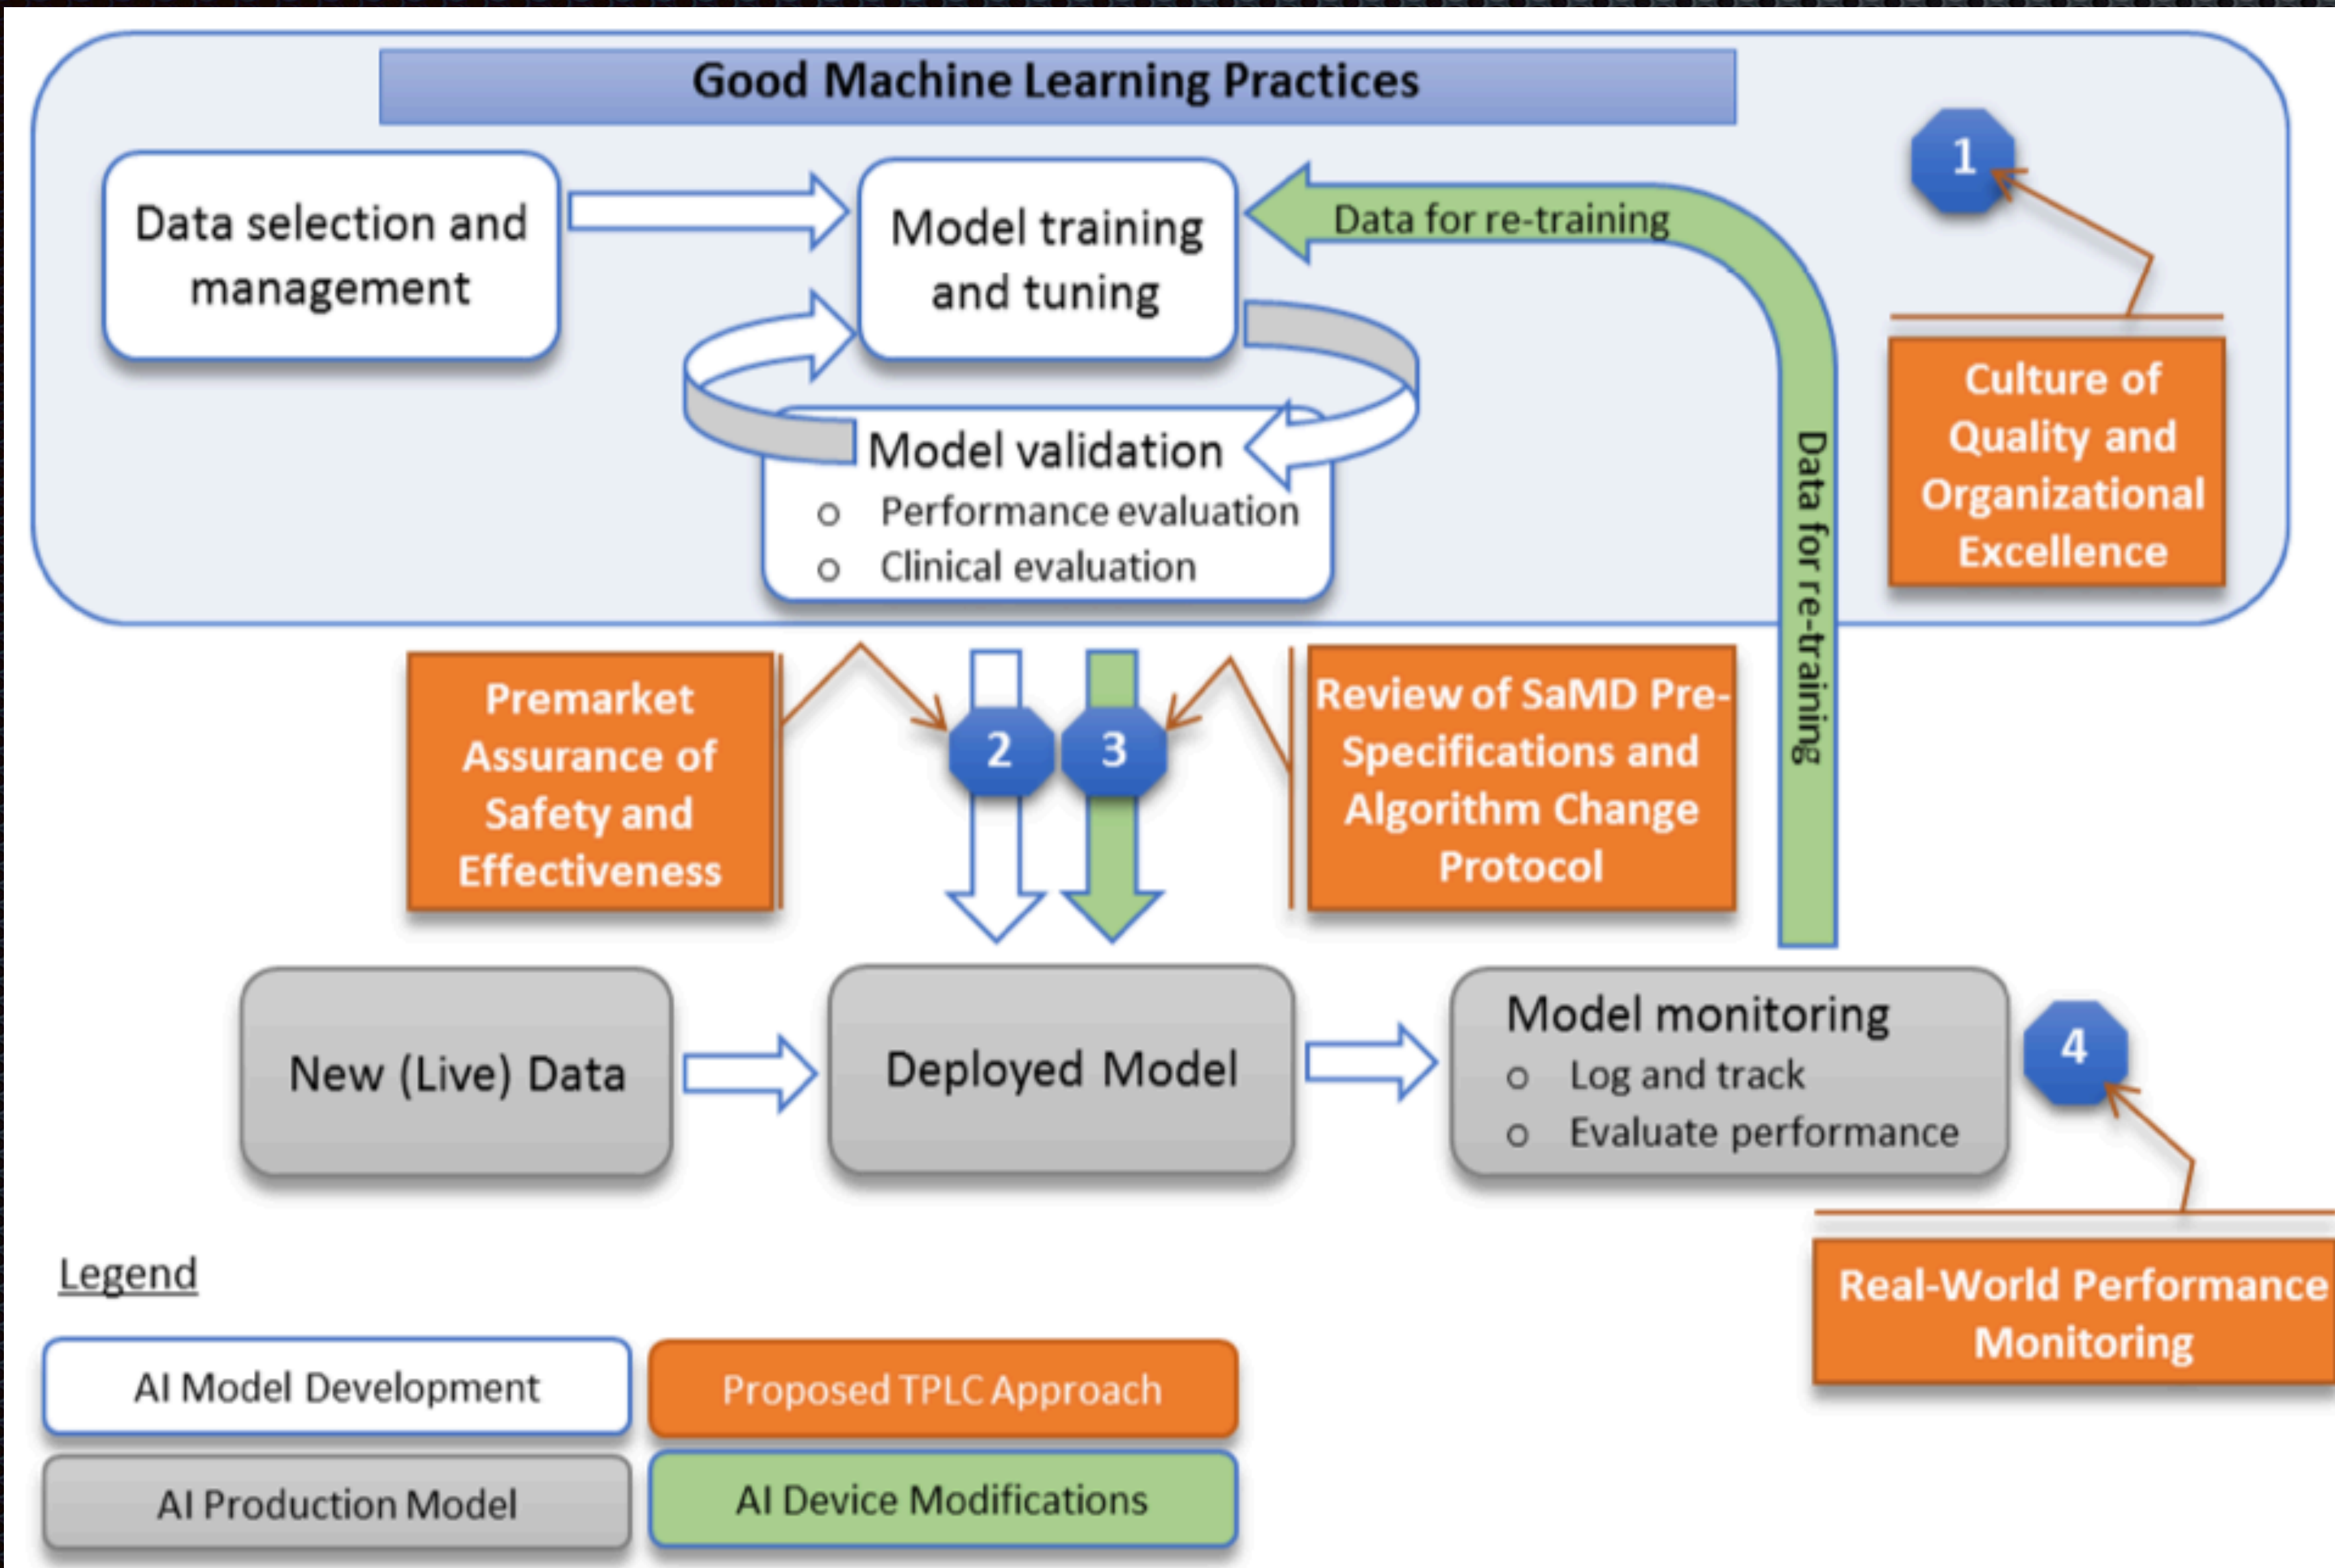 Good Machine Learning Practices
1
Data selection and
management
Model training
and tuning
Data for re-training
Model validation
o Performance evaluation
o Clinical evaluation
Culture of
Quality and
Organizational
Excellence
Data for re-training
Premarket
Assurance of
Safety and
Effectiveness
2
3
Review of SaMD Pre-
Specifications and
Algorithm Change
Protocol
New (Live) Data
Deployed Model
Model monitoring
o Log and track
o Evaluate performance
4
Real-World Performance
Monitoring
Legend
AI Model Development
Proposed TPLC Approach
AI Production Model
AI Device Modifications